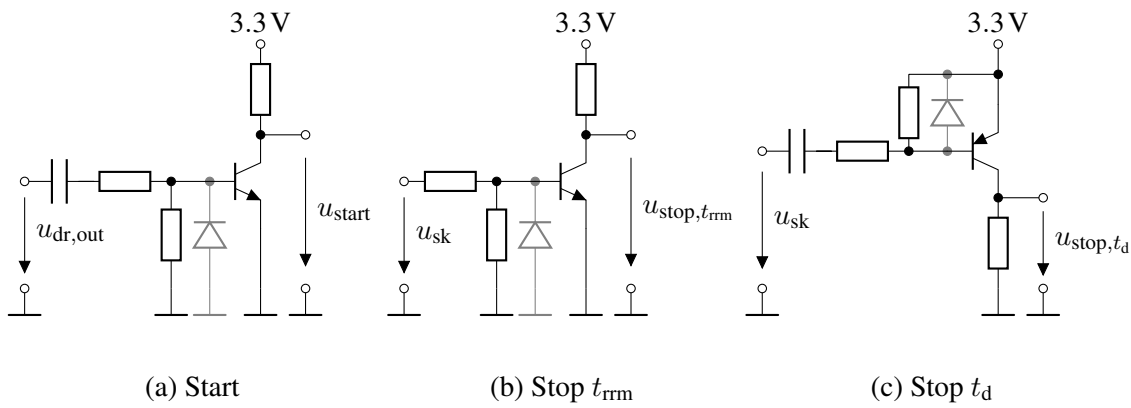 3.3 V
3.3 V
3.3 V
u_dr,out
u_start
u_sk
u_stop,t_rrm
u_sk
u_stop,t_d
(a) Start
(b) Stop t_rrm
(c) Stop t_d